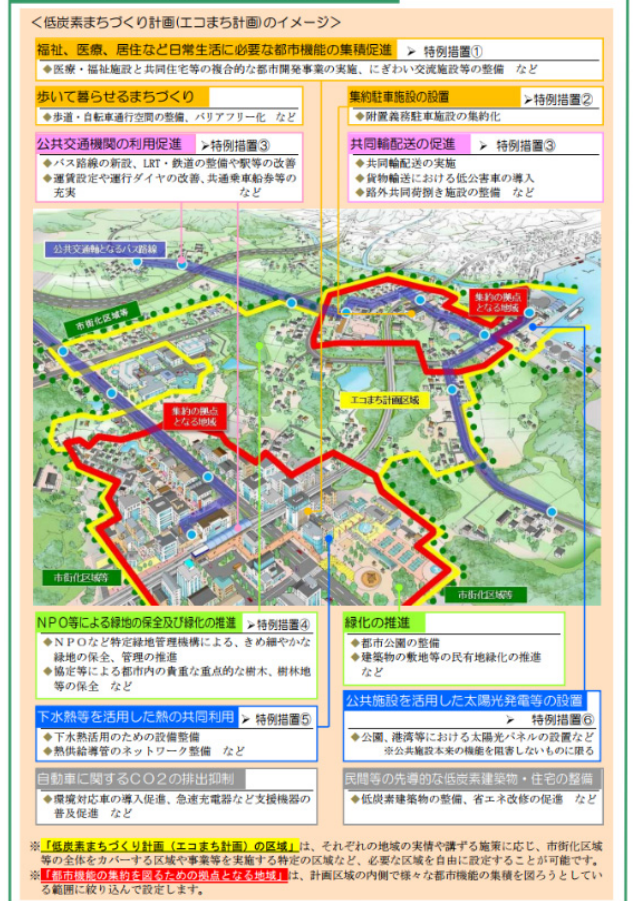 ＜低炭素まちづくり計画(エコまち計画)のイメージ＞
福祉、医療、居住など日常生活に必要な都市機能の集積促進 ➢ 特例措置①
◆医療・福祉施設と共同住宅等の複合的な都市開発事業の実施、にぎわい交流施設等の整備 など
歩いて暮らせるまちづくり
◆歩道・自転車通行空間の整備、バリアフリー化 など
集約駐車施設の設置 ➢特例措置②
◆附置義務駐車施設の集約化
公共交通機関の利用促進 ➢特例措置③
◆バス路線の新設、LRT・鉄道の整備や駅等の改善
◆運賃設定や運行ダイヤの改善、共通乗車船券等の
充実 など
共同輸配送の促進 ➢ 特例措置③
◆共同輸配送の実施
◆貨物輸送における低公害車の導入
◆路外共同荷捌き施設の整備 など
公共交通軸となるバス路線
集約の拠点
となる地域
市街化区域等
エコまち計画区域
集約の拠点
となる地域
市街化区域等
市街化区域等
NPO等による緑地の保全及び緑化の推進 ➢特例措置④
◆NPOなど特定緑地管理機構による、きめ細やかな
緑地の保全、管理の推進
◆協定等による都市内の貴重な重点的な樹木、樹林地
等の保全 など
緑化の推進
◆都市公園の整備
◆建築物の敷地等の民有地緑化の推進
など
下水熱等を活用した熱の共同利用 ➢ 特例措置⑤
◆下水熱活用のための設備整備
◆熱供給導管のネットワーク整備 など
公共施設を活用した太陽光発電等の設置
➢ 特例措置⑥
◆公園、港湾等における太陽光パネルの設置など
※公共施設本来の機能を阻害しないものに限る
自動車に関するCO2の排出抑制
◆環境対応車の導入促進、急速充電器など支援機器の
普及促進 など
民間等の先導的な低炭素建築物・住宅の整備
◆低炭素建築物の整備、省エネ改修の促進 など
※「低炭素まちづくり計画（エコまち計画）の区域」は、それぞれの地域の実情や講ずる施策に応じ、市街化区域
等の全体をカバーする区域や事業等を実施する特定の区域など、必要な区域を自由に設定することが可能です。
※「都市機能の集約を図るための拠点となる地域」は、計画区域の内側で様々な都市機能の集積を図ろうとしてい
る範囲に絞り込んで設定します。